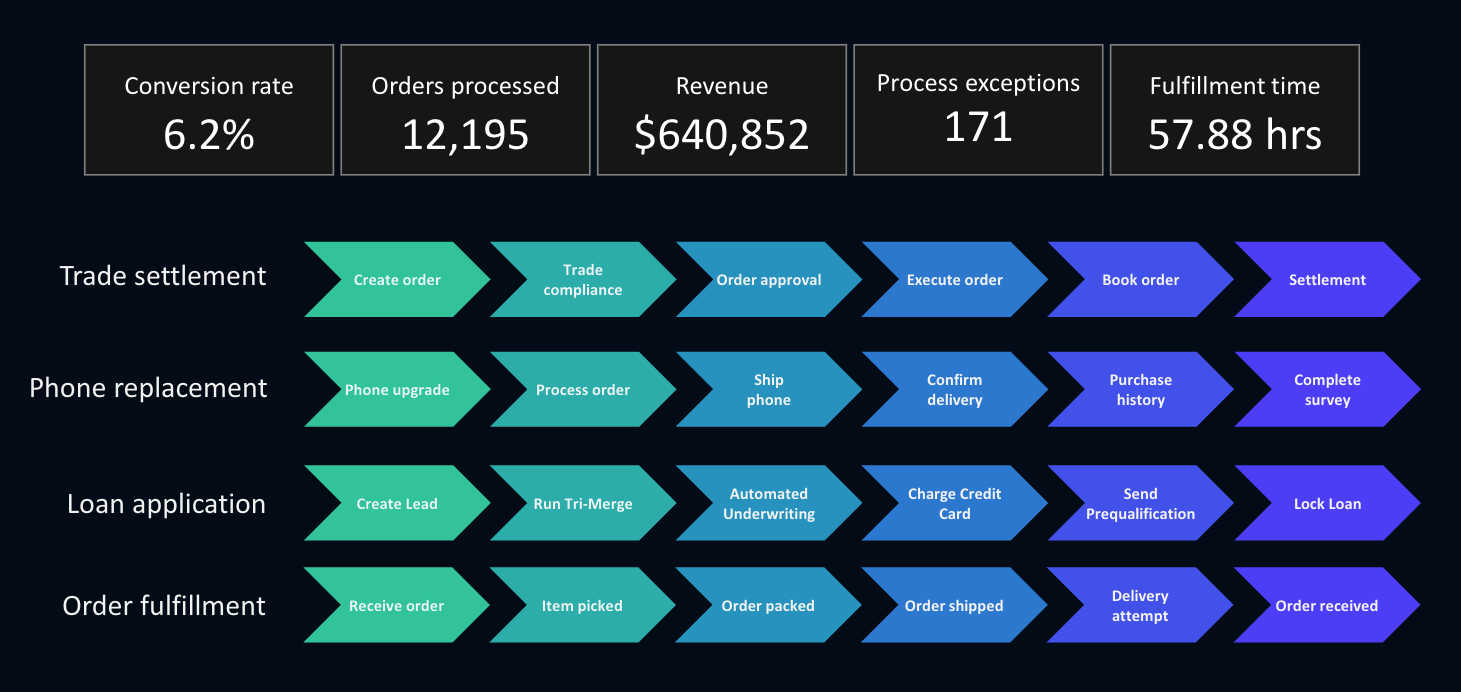 Conversion rate
6.2%
Orders processed
12,195
Revenue
$640,852
Process exceptions
171
Fulfillment time
57.88 hrs
Trade settlement
Create order
Trade
compliance
Order approval
Execute order
Book order
Settlement
Phone replacement
Phone upgrade
Process order
Ship
phone
Confirm
delivery
Purchase
history
Complete
survey
Loan application
Create Lead
Run Tri-Merge
Automated
Underwriting
Charge Credit
Card
Send
Prequalification
Lock Loan
Order fulfillment
Receive order
Item picked
Order packed
Order shipped
Delivery
attempt
Order received